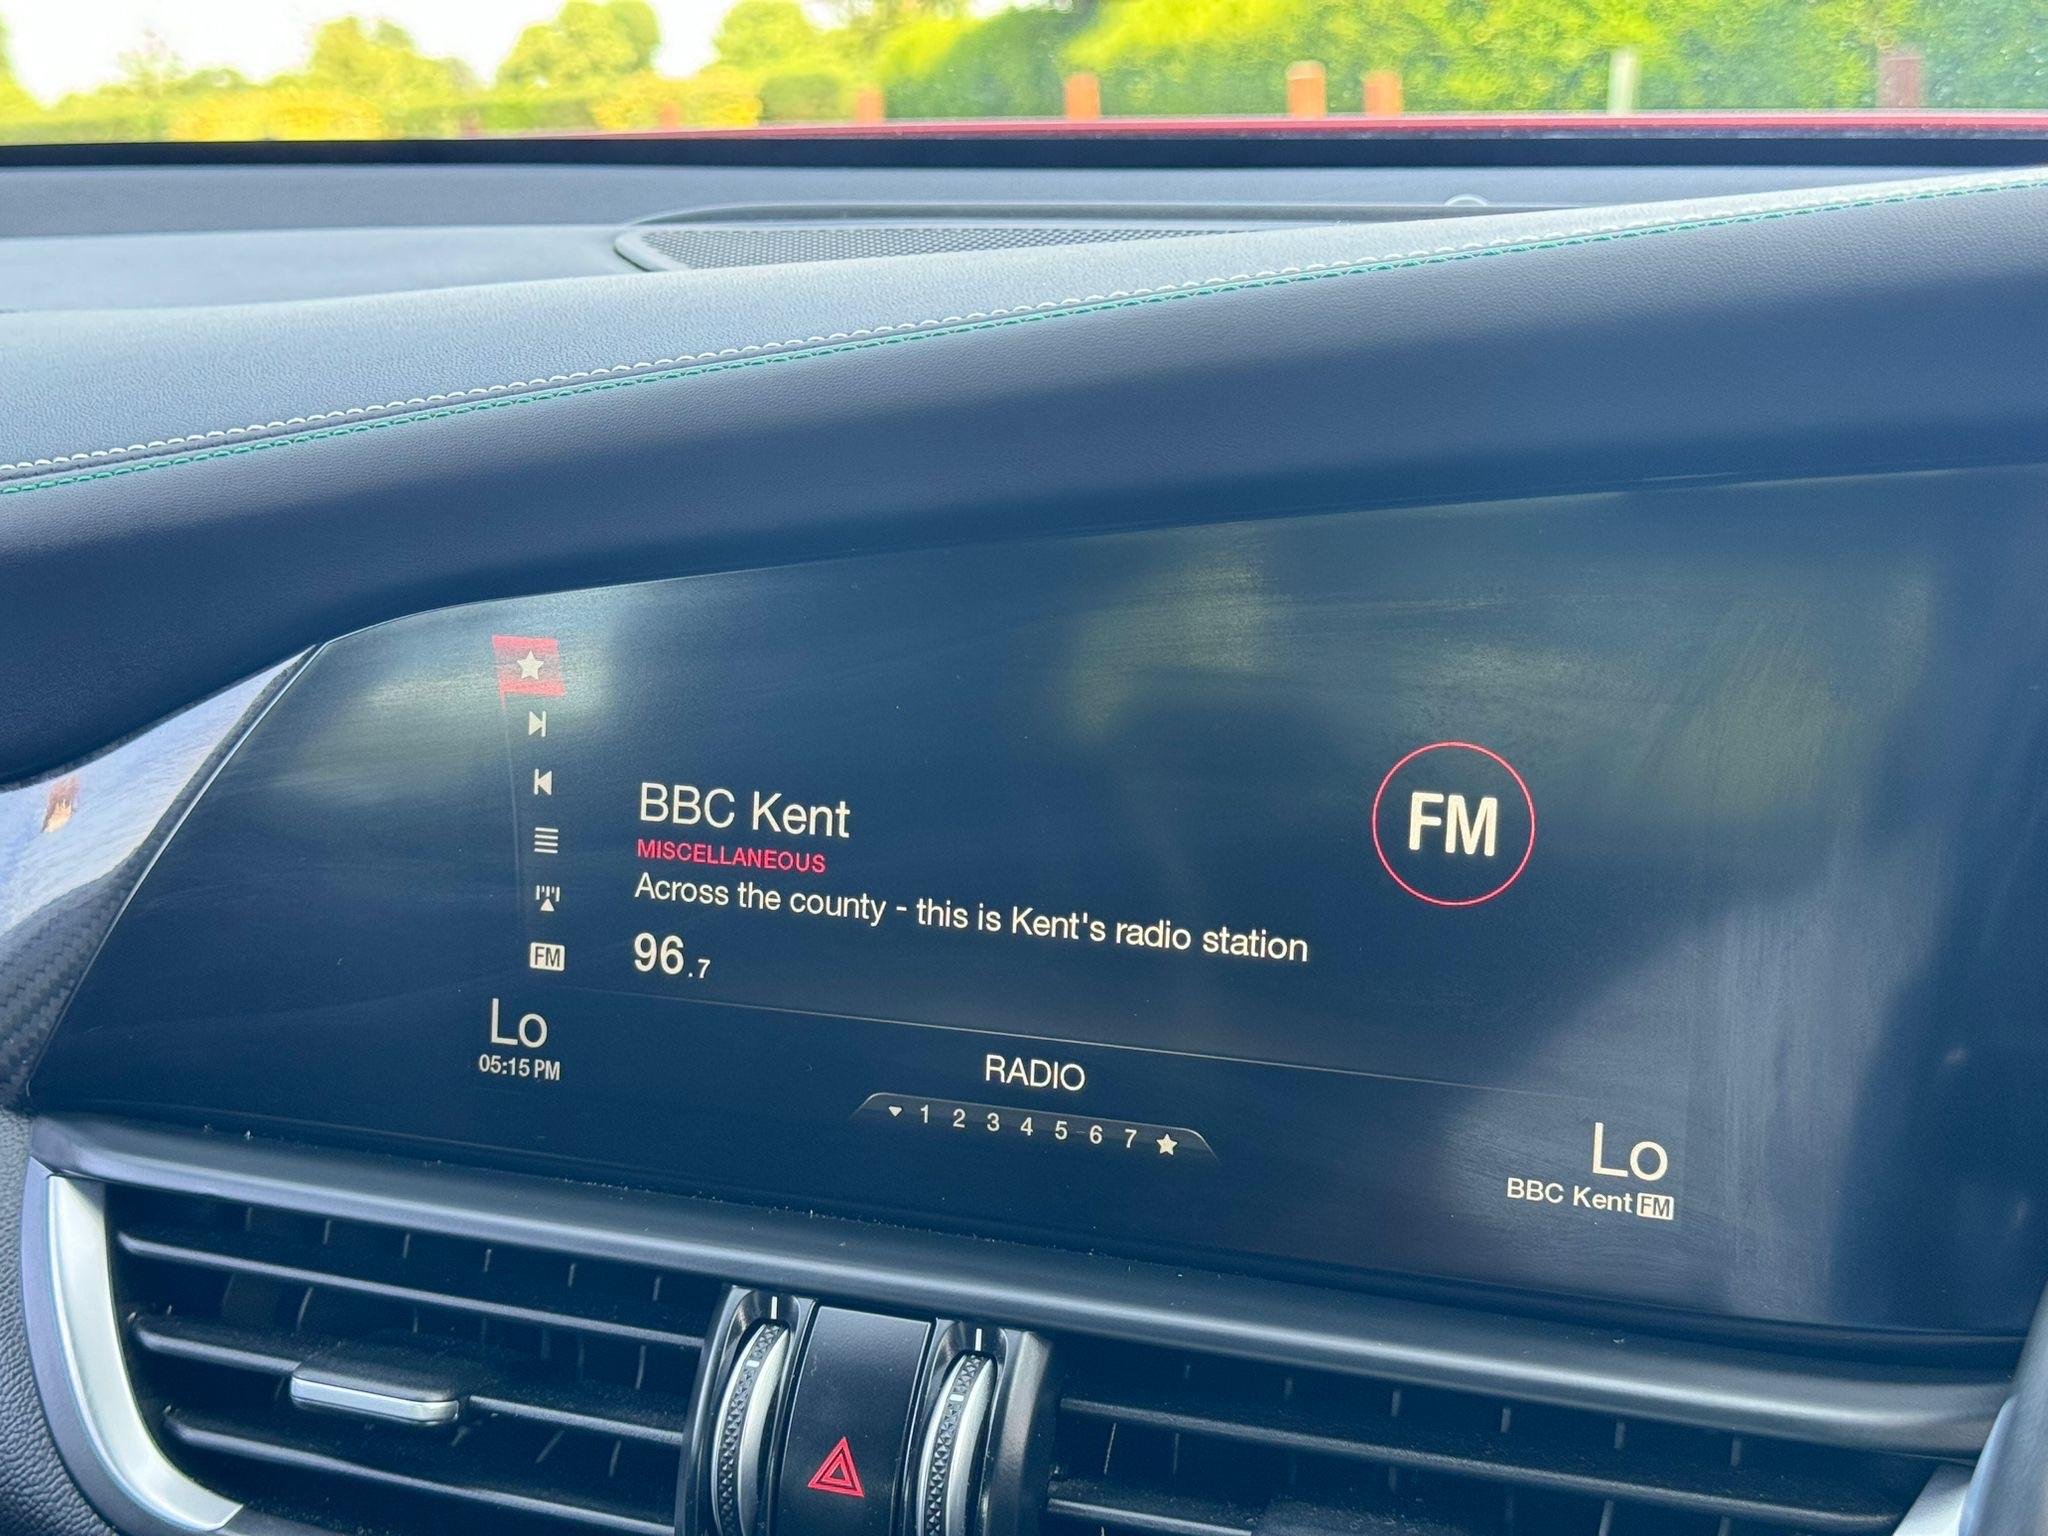 BBC Kent
MISCELLANEOUS
Across the county - this is Kent's radio station
96.7
FM
FM
Lo
05:15 PM
RADIO
1 2 3 4 5 6 7
Lo
BBC Kent FM